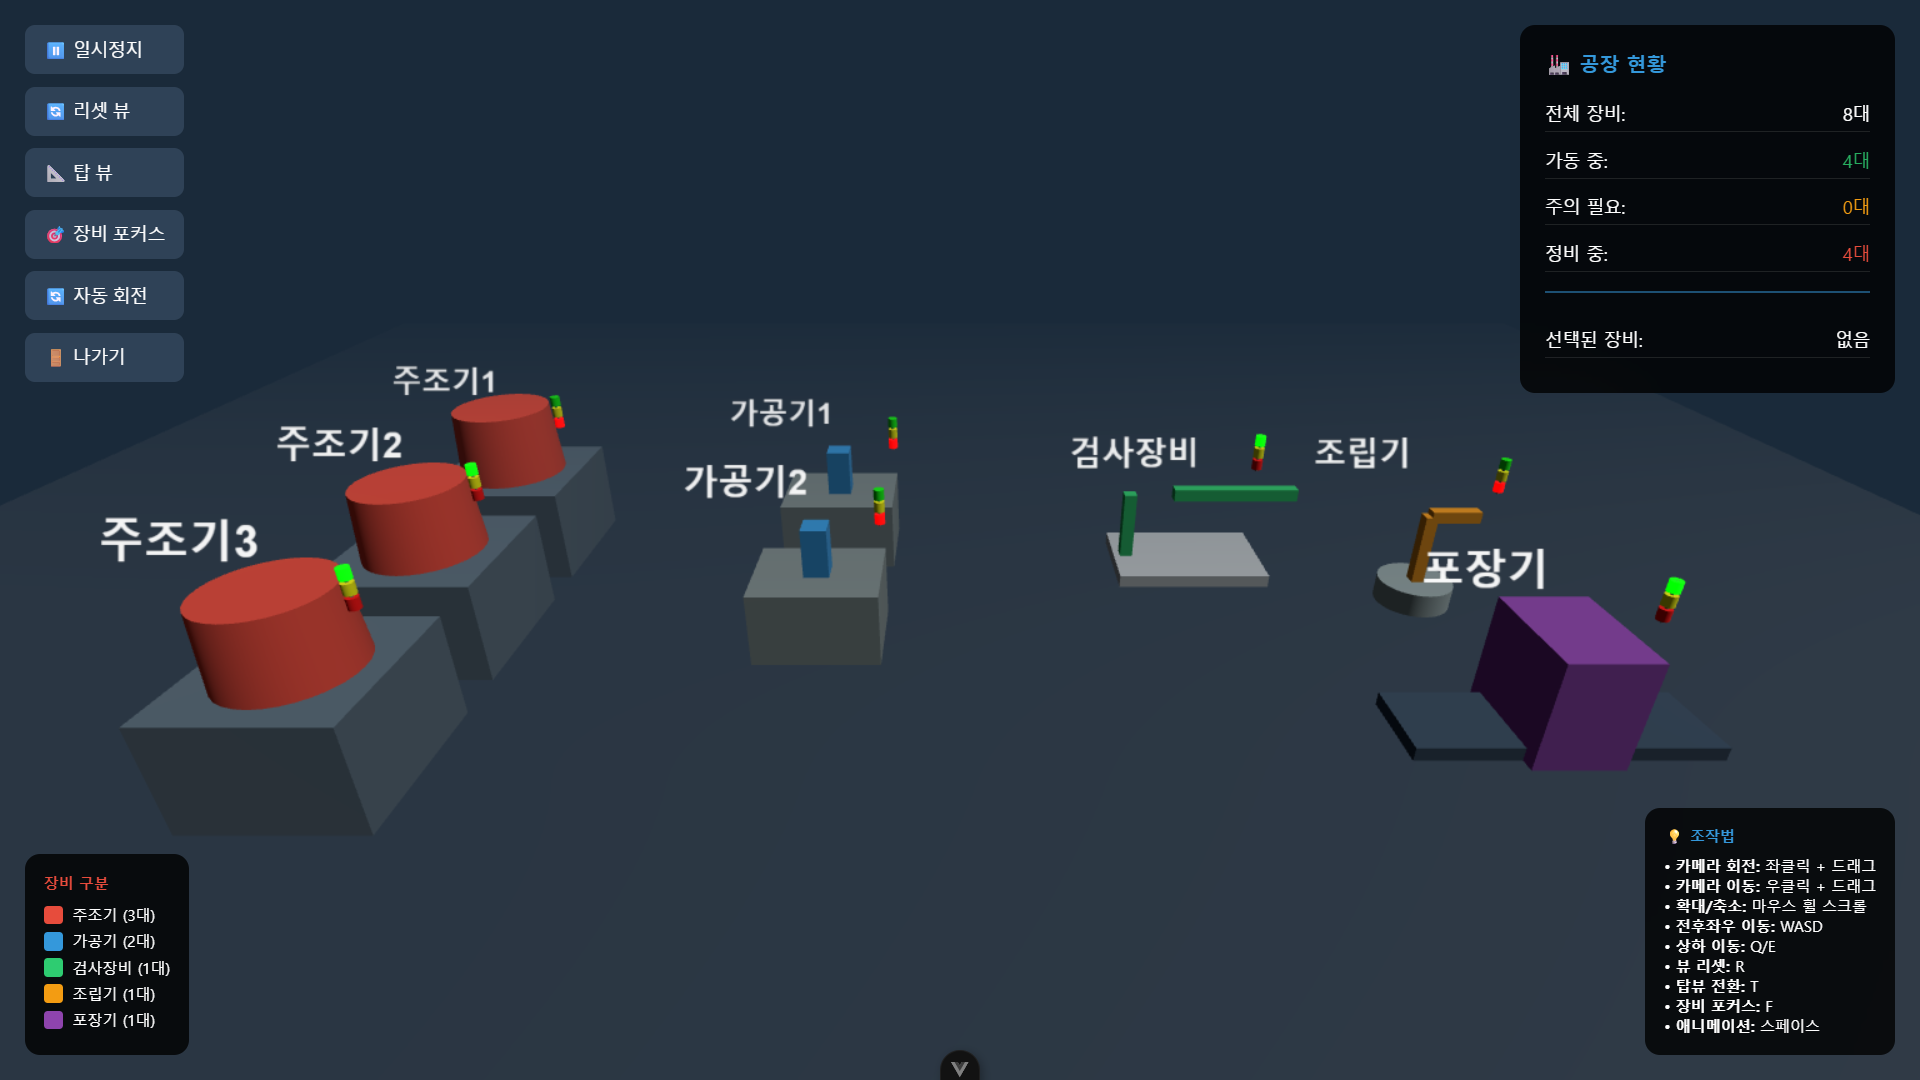 일시정지
리셋 뷰
탑 뷰
장비 포커스
자동 회전
나가기
공장 현황
전체 장비: 8대
가동 중: 4대
주의 필요: 0대
정비 중: 4대
선택된 장비: 없음
주조기1
주조기2
주조기3
가공기1
가공기2
검사장비
조립기
포장기
장비 구분
주조기 (3대)
가공기 (2대)
검사장비 (1대)
조립기 (1대)
포장기 (1대)
조작법
• 카메라 회전: 좌클릭 + 드래그
• 카메라 이동: 우클릭 + 드래그
• 확대/축소: 마우스 휠 스크롤
• 전후좌우 이동: WASD
• 상하 이동: Q/E
• 뷰 리셋: R
• 탑뷰 전환: T
• 장비 포커스: F
• 애니메이션: 스페이스